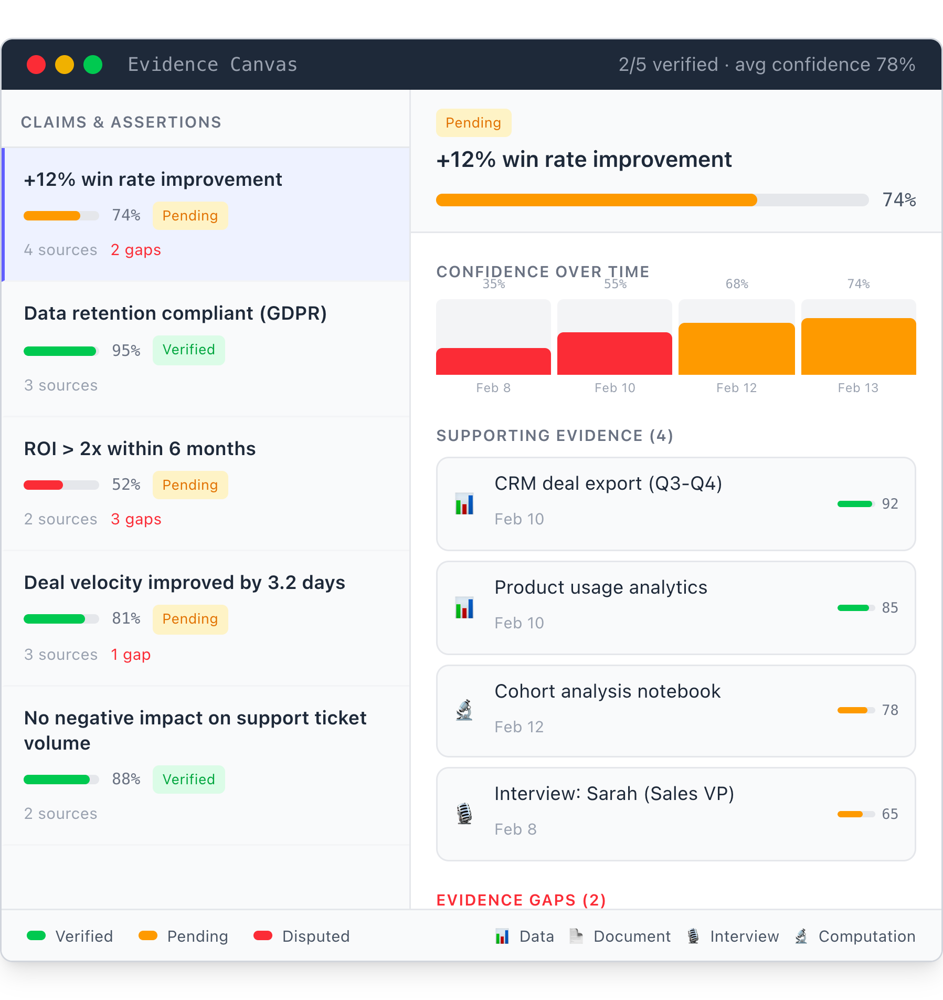 Evidence Canvas
2/5 verified · avg confidence 78%
CLAIMS & ASSERTIONS
+12% win rate improvement
74% Pending
4 sources 2 gaps
Data retention compliant (GDPR)
95% Verified
3 sources
ROI > 2x within 6 months
52% Pending
2 sources 3 gaps
Deal velocity improved by 3.2 days
81% Pending
3 sources 1 gap
No negative impact on support ticket
volume
88% Verified
2 sources
Pending
+12% win rate improvement
74%
CONFIDENCE OVER TIME
35% 55% 68% 74%
Feb 8 Feb 10 Feb 12 Feb 13
SUPPORTING EVIDENCE (4)
CRM deal export (Q3-Q4)
Feb 10
92
Product usage analytics
Feb 10
85
Cohort analysis notebook
Feb 12
78
Interview: Sarah (Sales VP)
Feb 8
65
EVIDENCE GAPS (2)
Verified Pending Disputed
Data Document Interview Computation